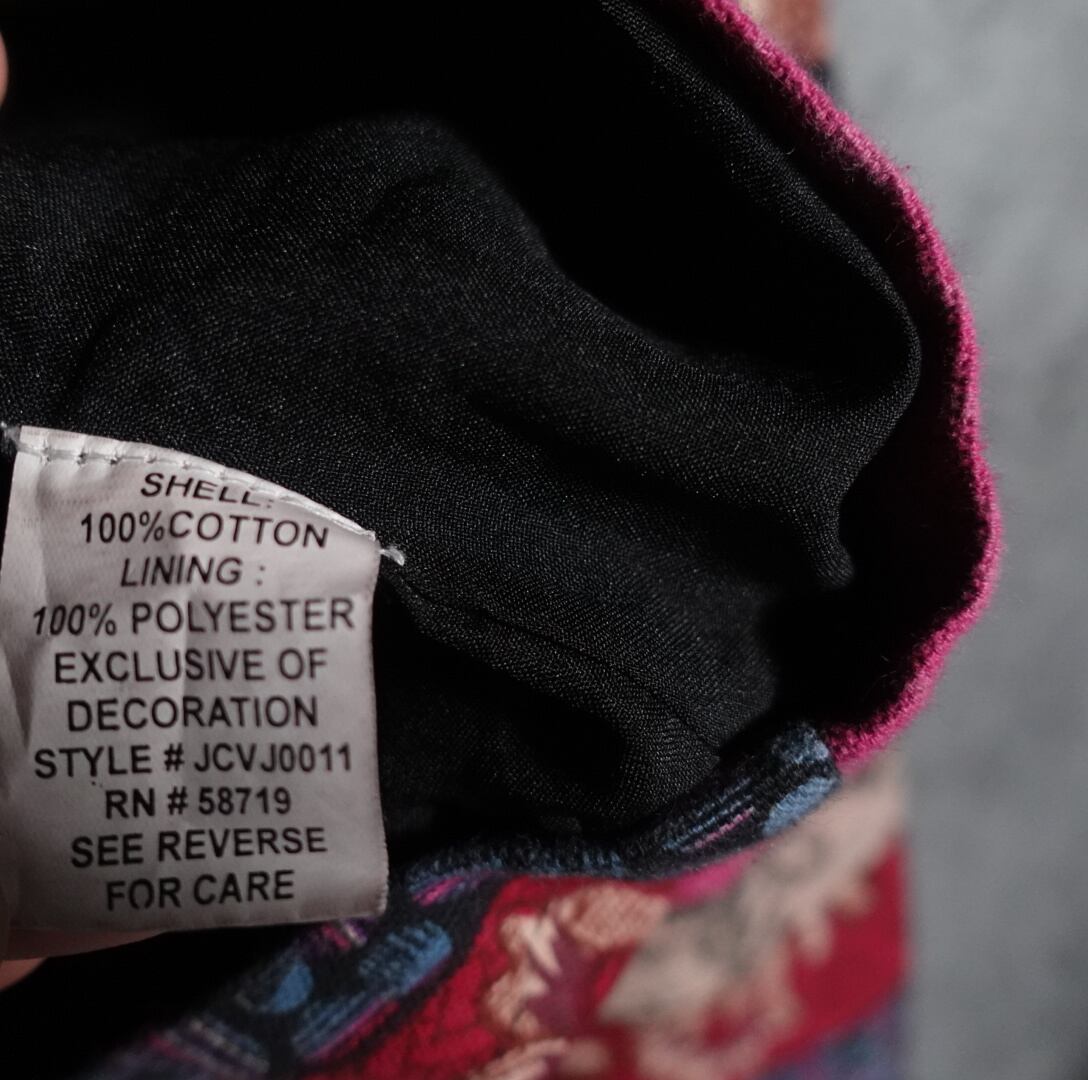 SHELL:
100%COTTON
LINING :
100% POLYESTER
EXCLUSIVE OF
DECORATION
STYLE # JCVJ0011
RN # 58719
SEE REVERSE
FOR CARE